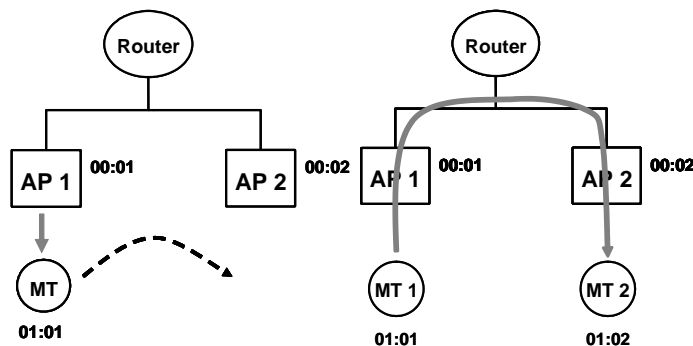 Router
AP 1
00:01
AP 2
00:02
MT
01:01
Router
AP 1
00:01
AP 2
00:02
MT 1
01:01
MT 2
01:02